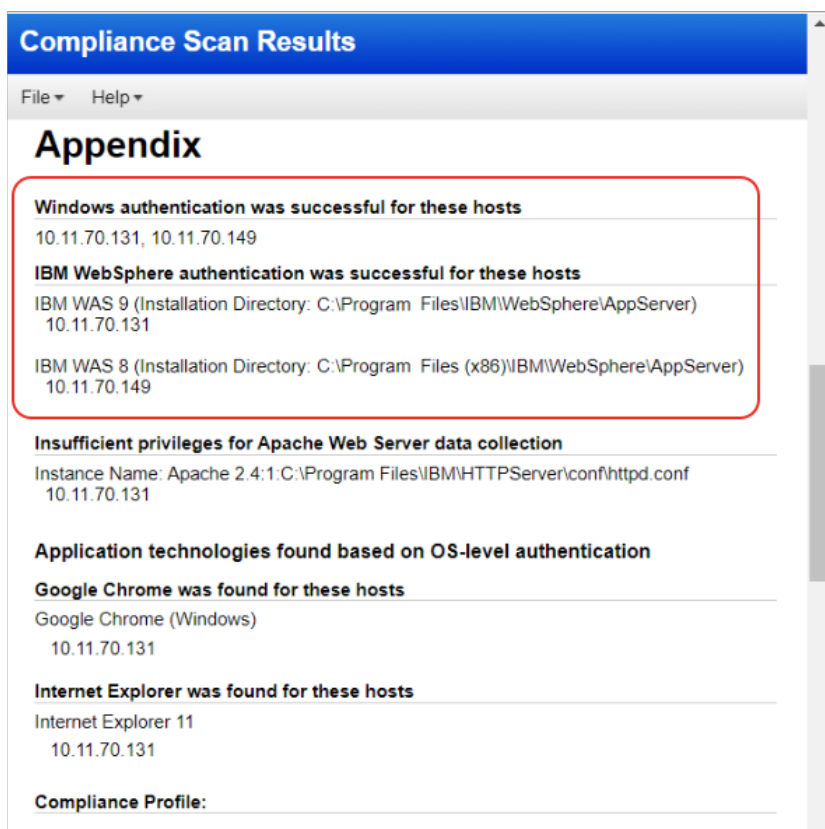 Compliance Scan Results
File Help
Appendix
Windows authentication was successful for these hosts
10.11.70.131, 10.11.70.149
IBM WebSphere authentication was successful for these hosts
IBM WAS 9 (Installation Directory: C:\Program Files\IBM\WebSphere\AppServer)
10.11.70.131
IBM WAS 8 (Installation Directory: C:\Program Files (x86)\IBM\WebSphere\AppServer)
10.11.70.149
Insufficient privileges for Apache Web Server data collection
Instance Name: Apache 2.4:1:C:\Program Files\IBM\HTTPServer\conf\httpd.conf
10.11.70.131
Application technologies found based on OS-level authentication
Google Chrome was found for these hosts
Google Chrome (Windows)
10.11.70.131
Internet Explorer was found for these hosts
Internet Explorer 11
10.11.70.131
Compliance Profile: